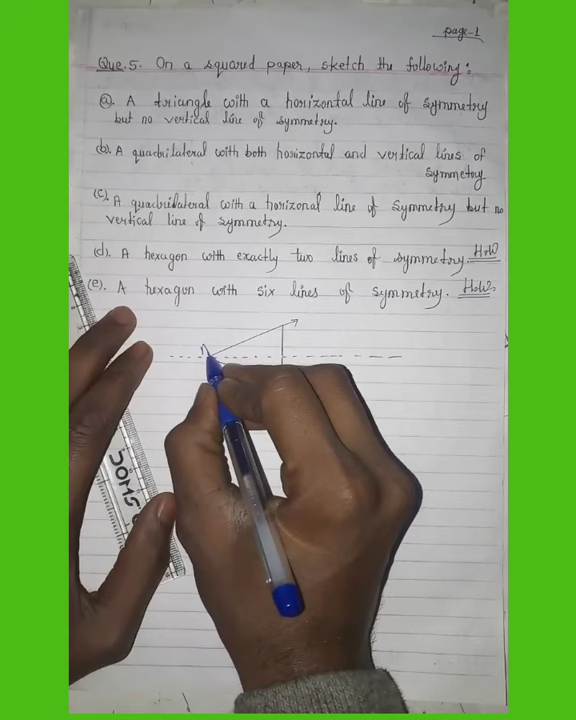 page-1
Que.5. On a squared paper, sketch the following:
(a). A triangle with a horizontal line of symmetry
but no vertical line of symmetry.
(b). A quadrilateral with both horizontal and vertical lines of
symmetry.
(c). A quadrilateral with a horizonal line of symmetry but no
vertical line of symmetry.
(d). A hexagon with exactly two lines of symmetry. H.W
(e). A hexagon with six lines of symmetry. H.W.
DOMS